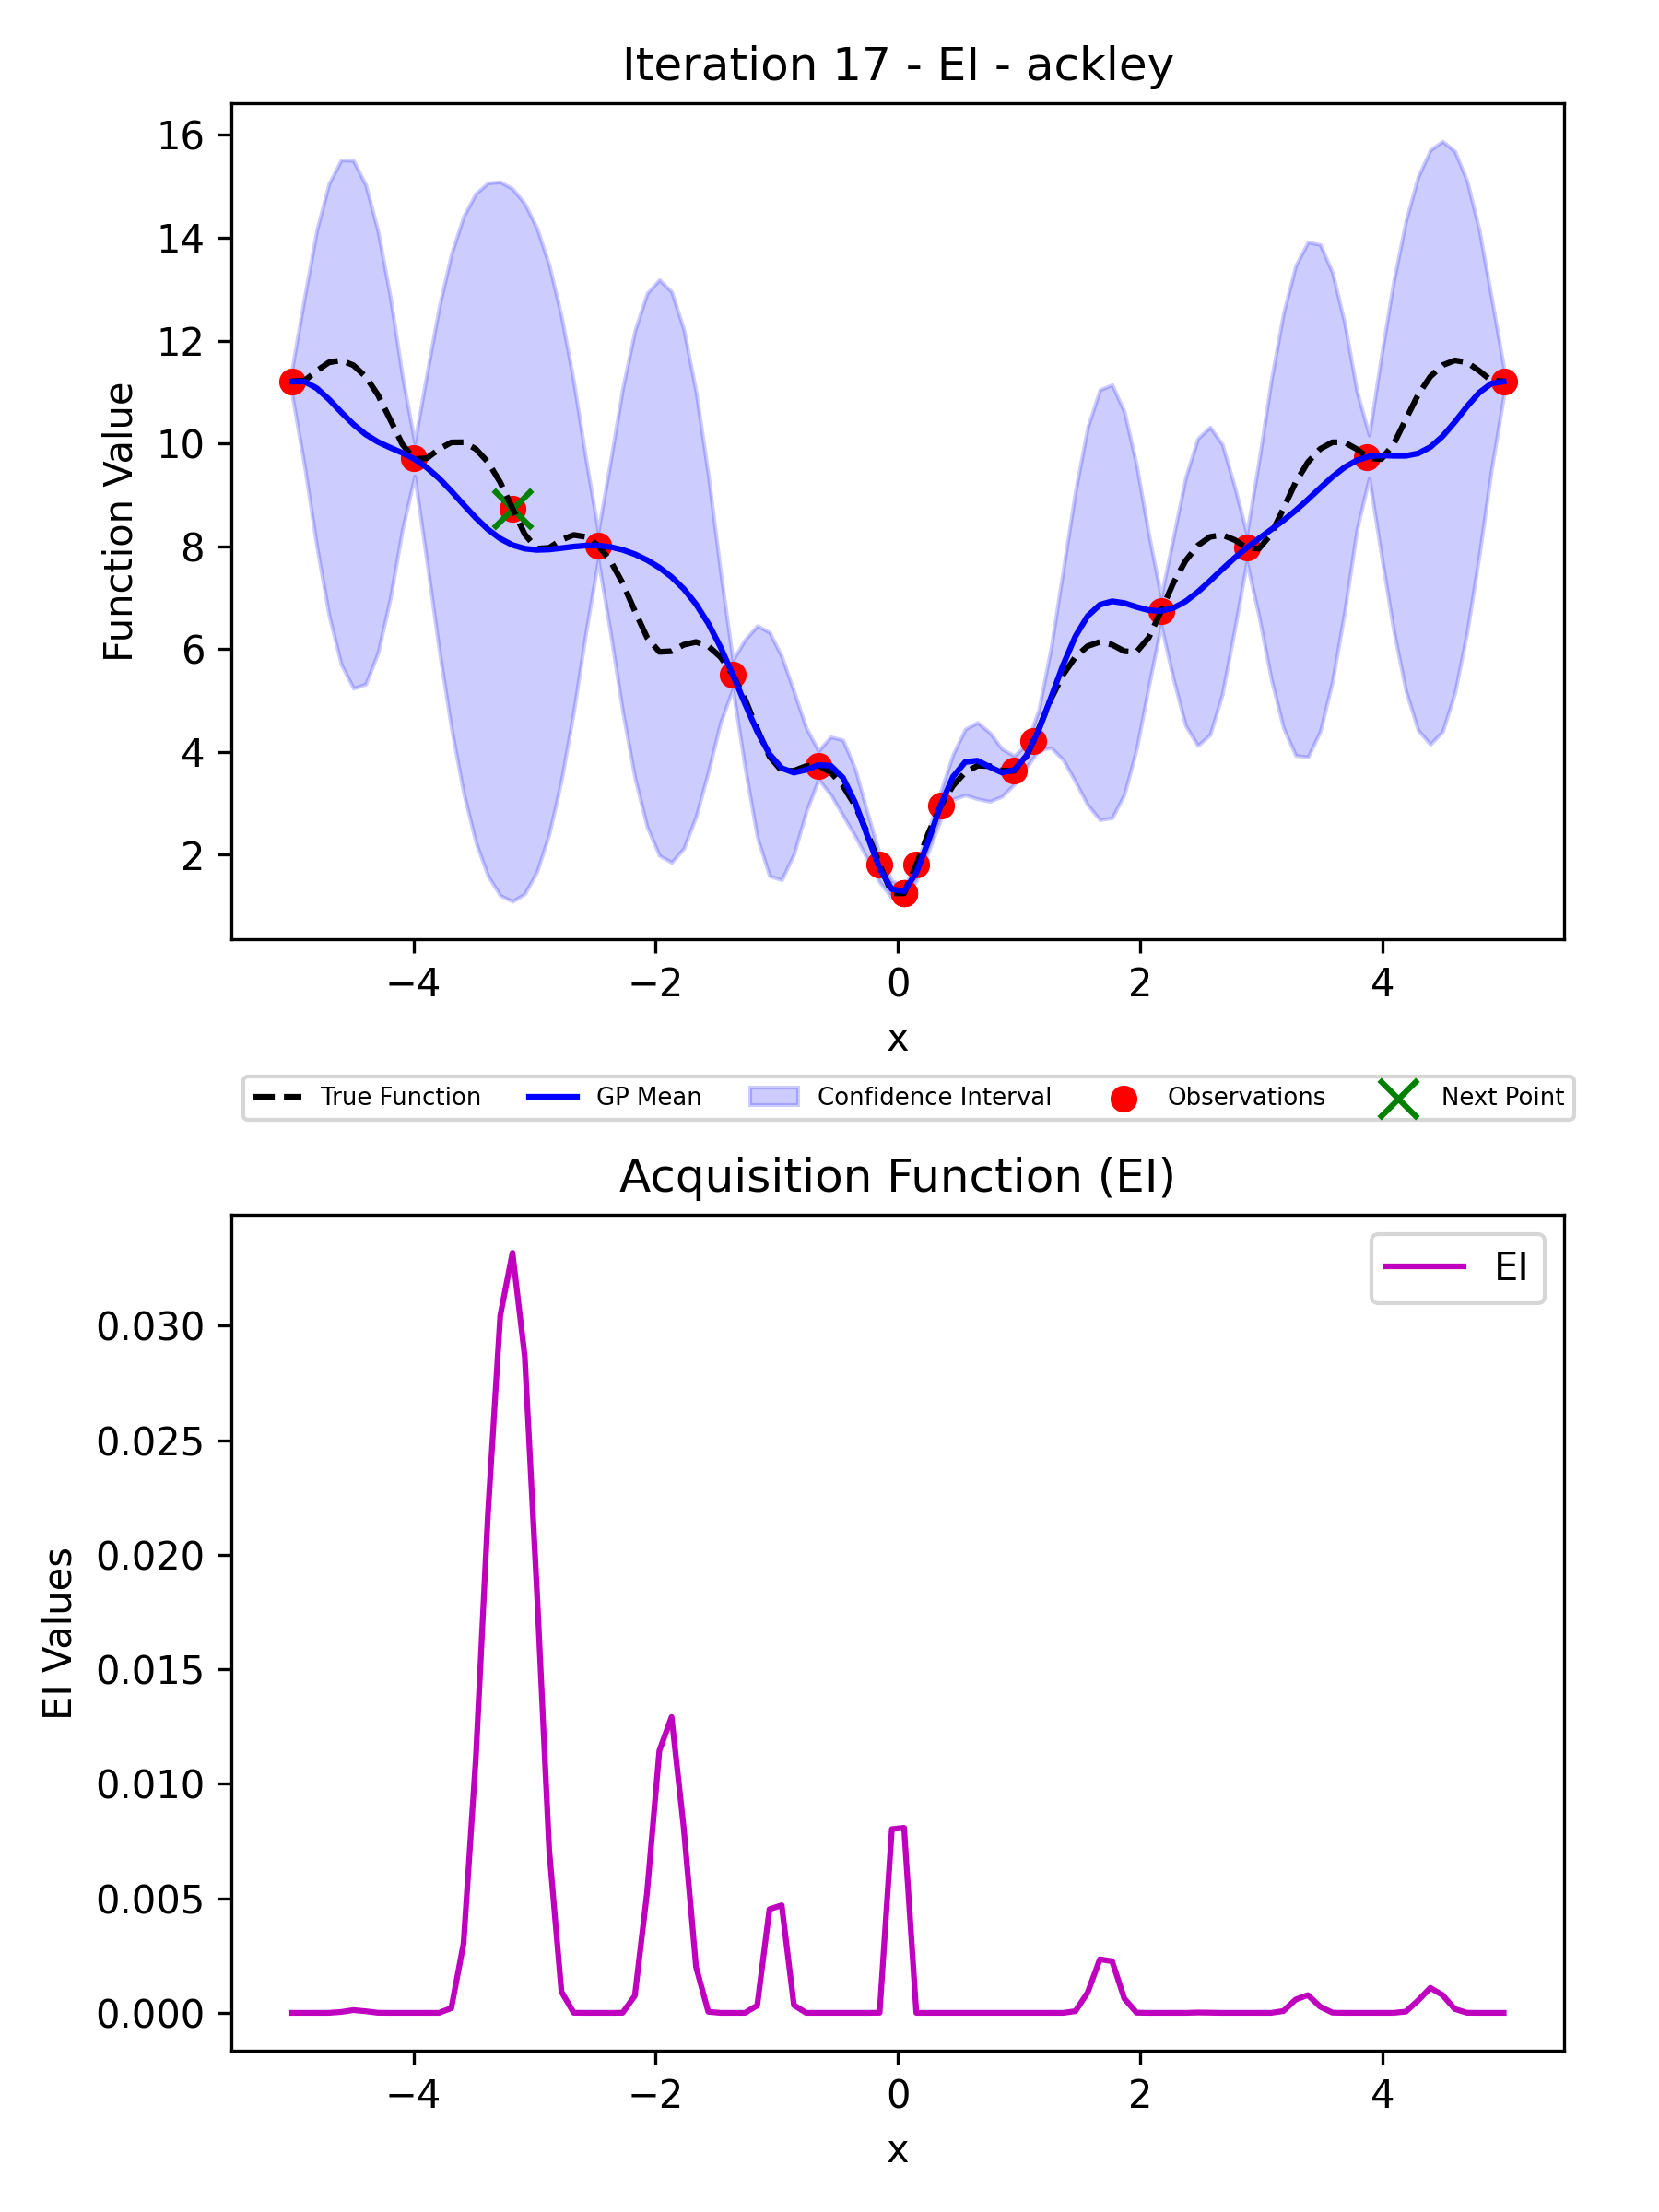 Iteration 17 - EI - ackley
Function Value
16
14
12
10
8
6
4
2
−4 −2 0 2 4
x
True Function GP Mean Confidence Interval Observations Next Point
Acquisition Function (EI)
EI
EI Values
0.030
0.025
0.020
0.015
0.010
0.005
0.000
−4 −2 0 2 4
x